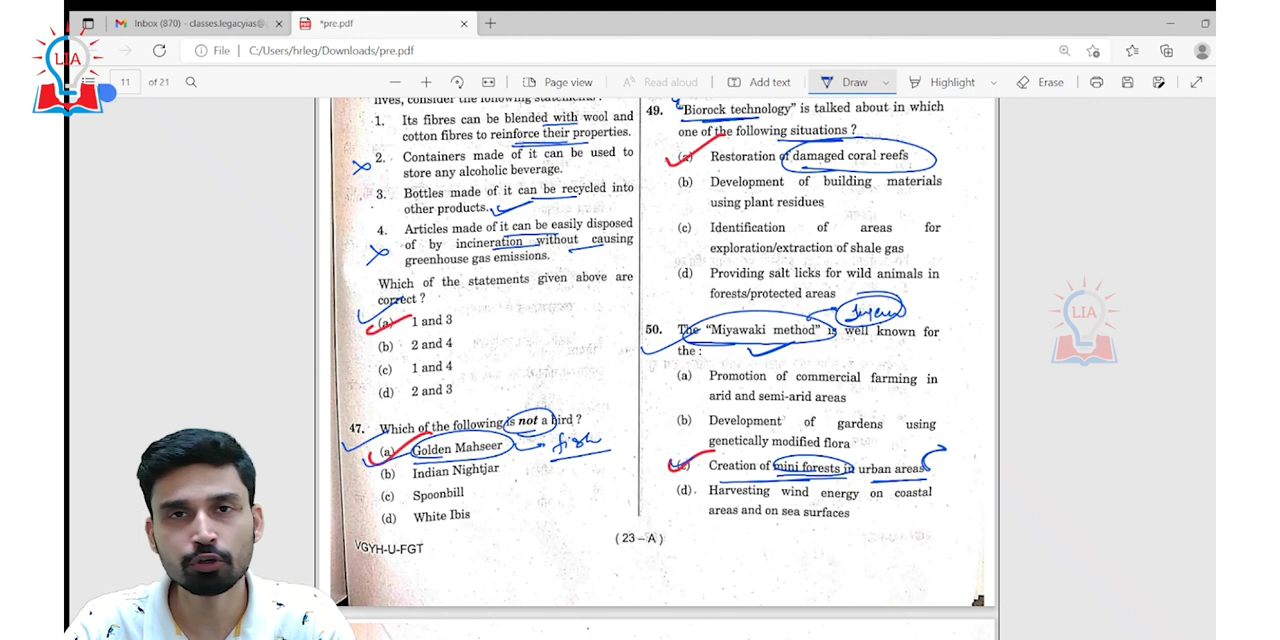 Inbox (870) - classes.legacyias@
*pre.pdf
File
C:/Users/hrleg/Downloads/pre.pdf
LIA
11
of 21
Page view
Read aloud
Add text
Draw
Highlight
Erase
lives, consider the following statements :
1. Its fibres can be blended with wool and
cotton fibres to reinforce their properties.
2. Containers made of it can be used to
store any alcoholic beverage.
3. Bottles made of it can be recycled into
other products.
4. Articles made of it can be easily disposed
of by incineration without causing
greenhouse gas emissions.
Which of the statements given above are
correct ?
(a) 1 and 3
(b) 2 and 4
(c) 1 and 4
(d) 2 and 3
47. Which of the following is not a bird ?
(a) Golden Mahseer
fish
(b) Indian Nightjar
(c) Spoonbill
(d) White Ibis
VGYH-U-FGT
49. "Biorock technology" is talked about in which
one of the following situations ?
(a) Restoration of damaged coral reefs
(b) Development of building materials
using plant residues
(c) Identification of areas for
exploration/extraction of shale gas
(d) Providing salt licks for wild animals in
forests/protected areas
50. The "Miyawaki method" is well known for
the :
(a) Promotion of commercial farming in
arid and semi-arid areas
(b) Development of gardens using
genetically modified flora
(c) Creation of mini forests in urban areas
(d). Harvesting wind energy on coastal
areas and on sea surfaces
( 23 – A )
LIA